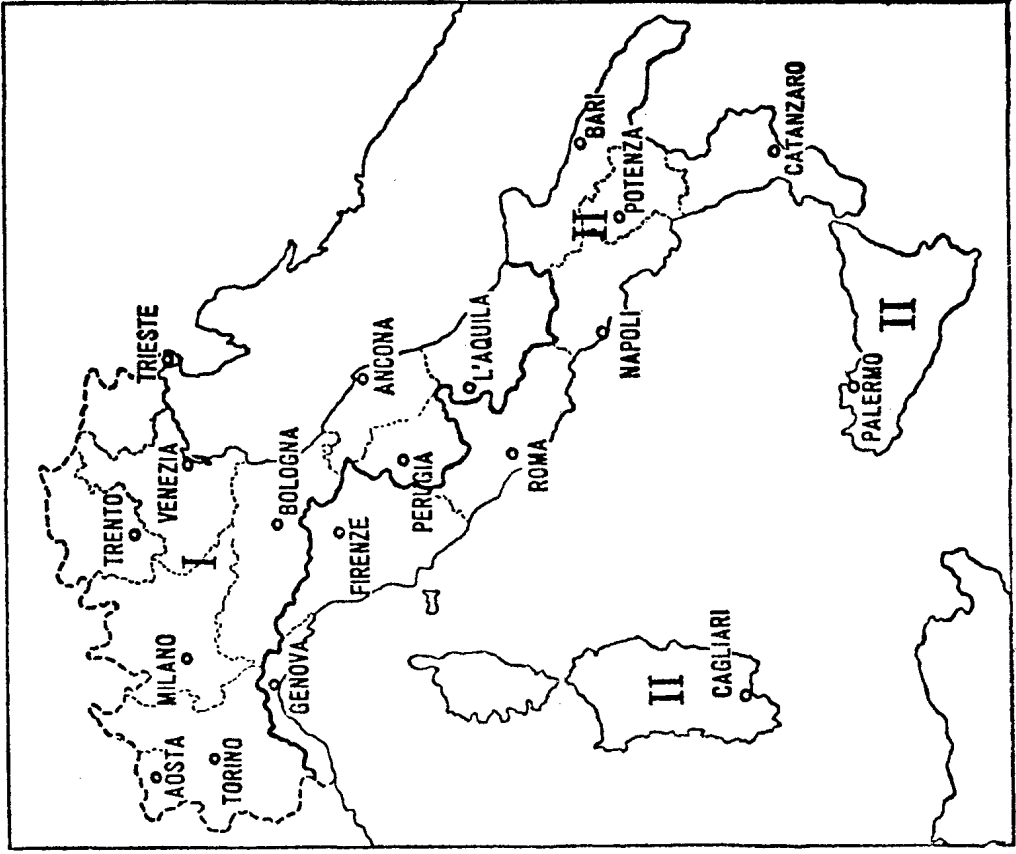 AOSTA
TORINO
MILANO
TRENTO
VENEZIA
TRIESTE
I
GENOVA
BOLOGNA
FIRENZE
PERUGIA
ANCONA
L'AQUILA
ROMA
NAPOLI
II
POTENZA
BARI
CATANZARO
II
CAGLIARI
PALERMO
II